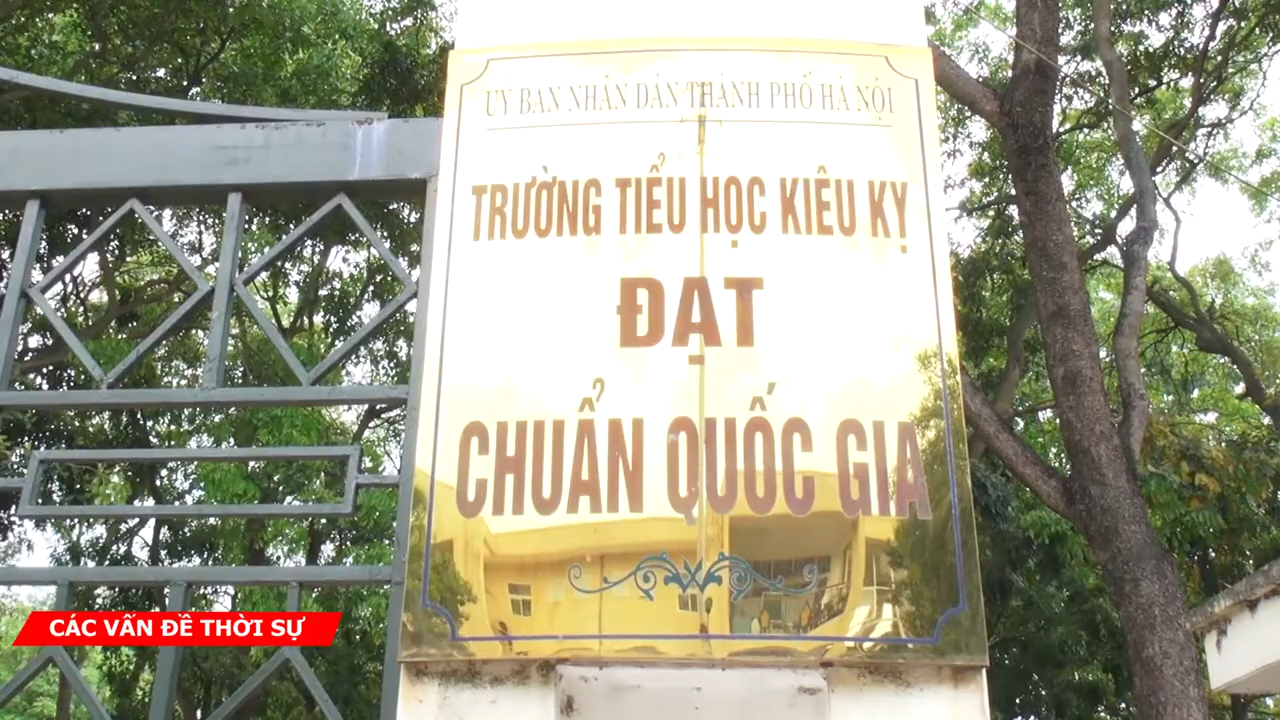 UỶ BAN NHÂN DÂN THÀNH PHỐ HÀ NỘI
TRƯỜNG TIỂU HỌC KIÊU KỴ
ĐẠT
CHUẨN QUỐC GIA
CÁC VẤN ĐỀ THỜI SỰ